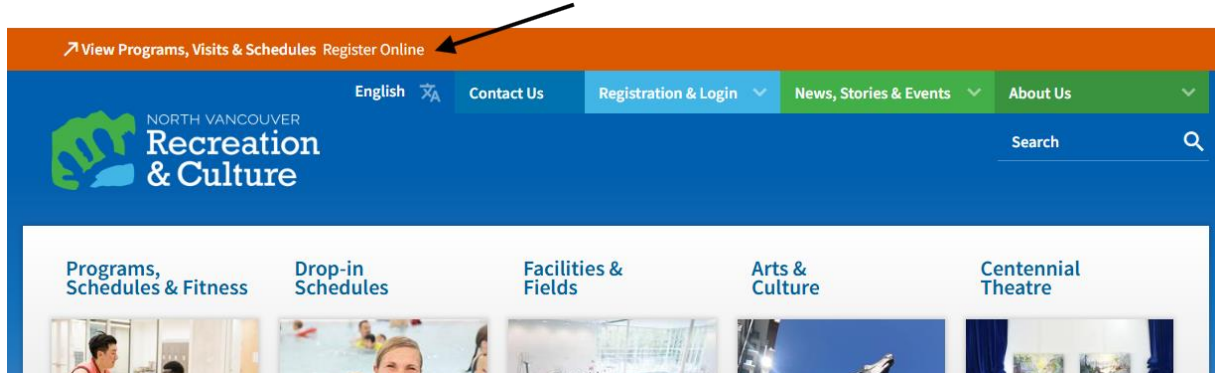 View Programs, Visits & Schedules Register Online
English Contact Us Registration & Login News, Stories & Events About Us
NORTH VANCOUVER
Recreation
& Culture
Search
Programs,
Schedules & Fitness
Drop-in
Schedules
Facilities &
Fields
Arts &
Culture
Centennial
Theatre